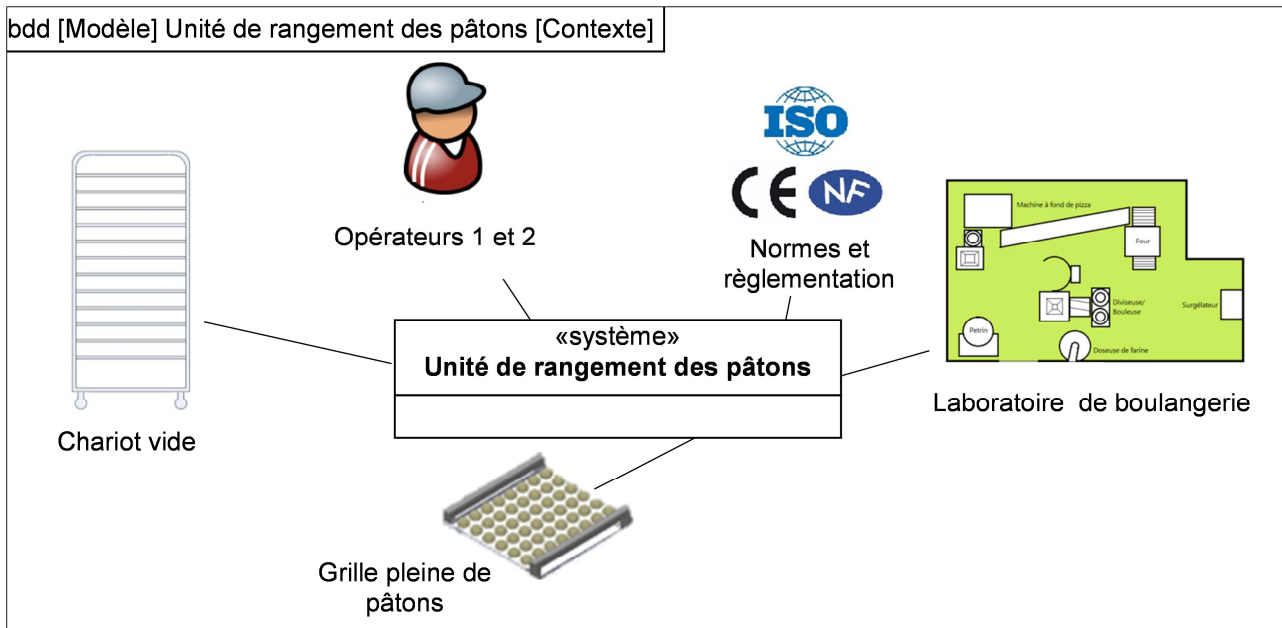 bdd [Modèle] Unité de rangement des pâtons [Contexte]
ISO
CE NF
Opérateurs 1 et 2
Normes et
règlementation
Machine à fond de pizza
Four
Diviseuse/
Bouleuse
Surgélateur
Petrin
Doseuse de farine
«système»
Unité de rangement des pâtons
Laboratoire de boulangerie
Chariot vide
Grille pleine de
pâtons